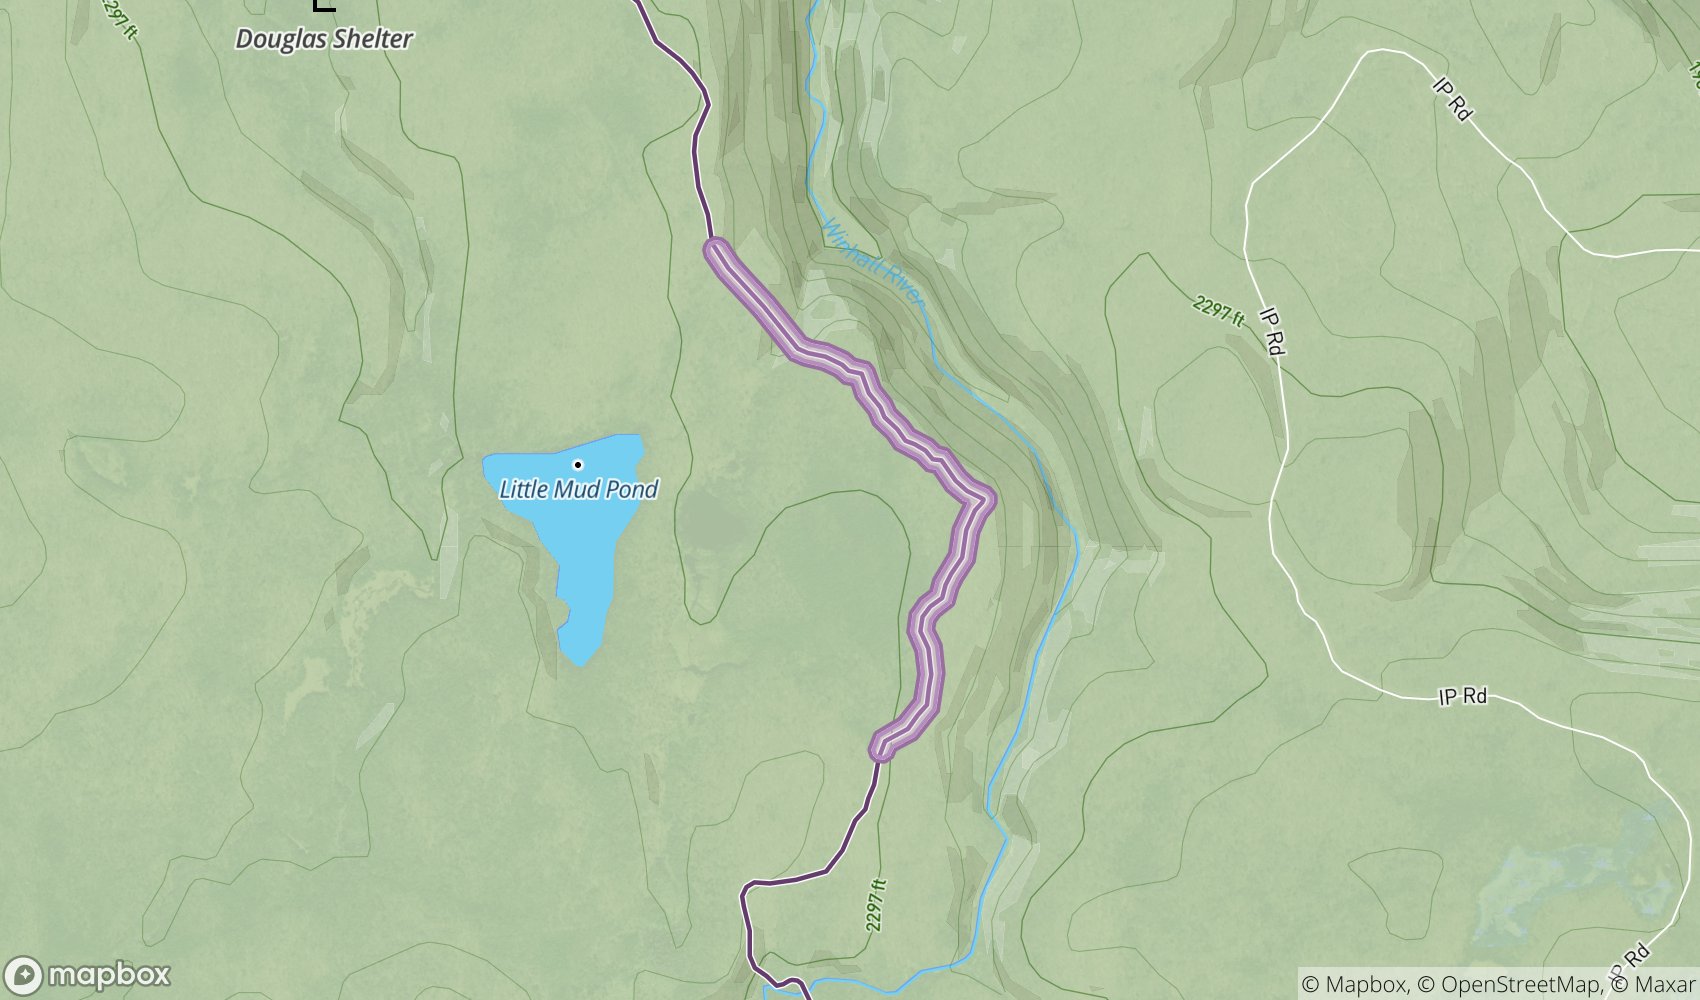 2297 ft
Douglas Shelter
IP Rd
Winhall River
2297 ft
IP Rd
Little Mud Pond
IP Rd
2297 ft
IP Rd
mapbox
© Mapbox, © OpenStreetMap, © Maxar